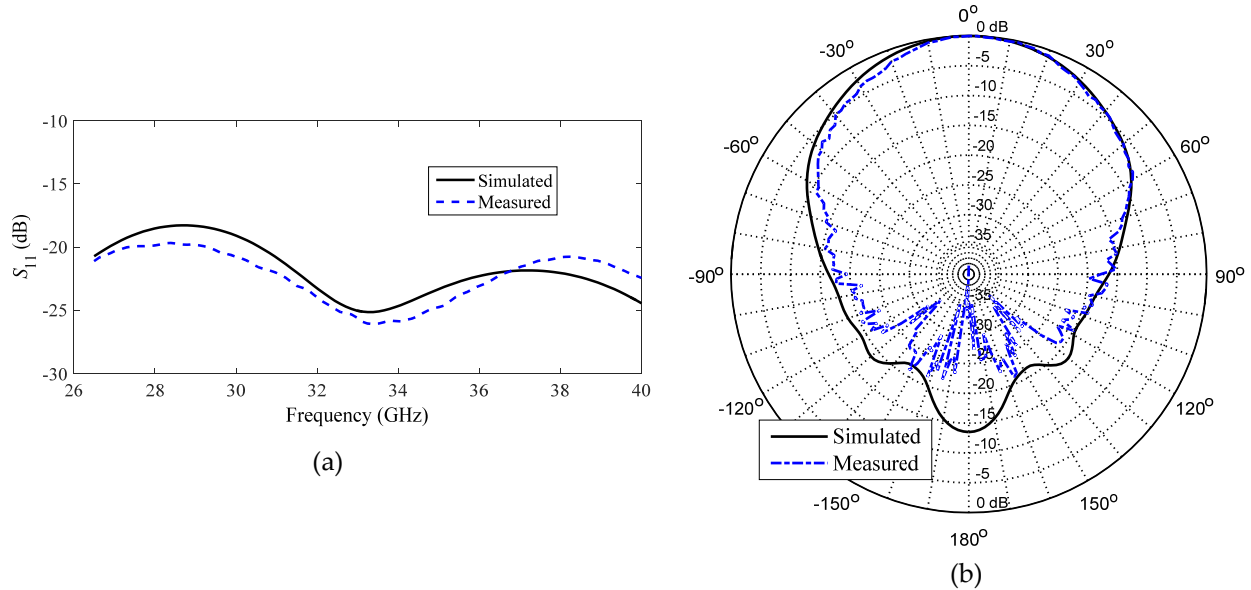 -10
-15
-20
-25
-30
S11 (dB)
26 28 30 32 34 36 38 40
Frequency (GHz)
Simulated
Measured
(a)
0o
-30o
30o
-60o
60o
-90o
90o
-120o
120o
-150o
150o
180o
0 dB
-5
-10
-15
-20
-25
-30
35
35
30
25
20
-15
-10
-5
0 dB
Simulated
Measured
(b)